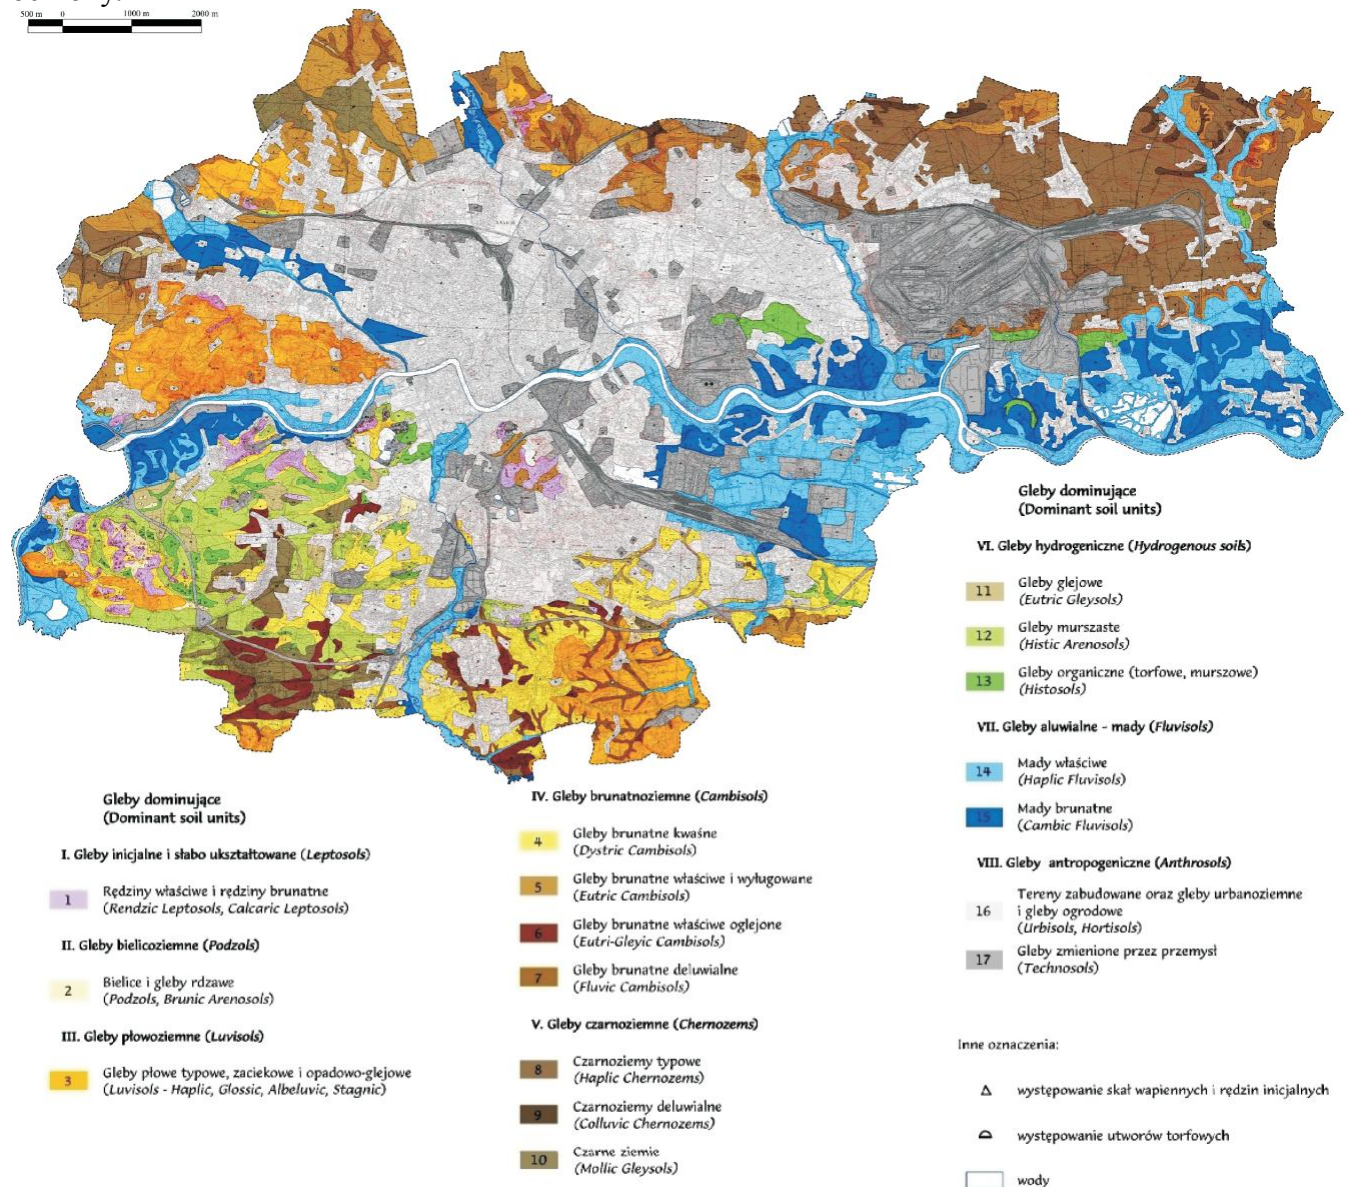 500 m 0 1000 m 2000 m
Gleby dominujące
(Dominant soil units)
I. Gleby inicjalne i słabo ukształtowane (Leptosols)
1 Rędziny właściwe i rędziny brunatne
(Rendzic Leptosols, Calcaric Leptosols)
II. Gleby bielicoziemne (Podzols)
2 Bielice i gleby rdzawe
(Podzols, Brunic Arenosols)
III. Gleby płowoziemne (Luvisols)
3 Gleby płowe typowe, zaciekowe i opadowo-glejowe
(Luvisols - Haplic, Glossic, Albeluvic, Stagnic)
IV. Gleby brunatnoziemne (Cambisols)
4 Gleby brunatne kwaśne
(Dystric Cambisols)
5 Gleby brunatne właściwe i wyługowane
(Eutric Cambisols)
6 Gleby brunatne właściwe oglejone
(Eutri-Gleyic Cambisols)
7 Gleby brunatne deluwialne
(Fluvic Cambisols)
V. Gleby czarnoziemne (Chernozems)
8 Czarnoziemy typowe
(Haplic Chernozems)
9 Czarnoziemy deluwialne
(Colluvic Chernozems)
10 Czarne ziemie
(Mollic Gleysols)
Gleby dominujące
(Dominant soil units)
VI. Gleby hydrogeniczne (Hydrogenous soils)
11 Gleby glejowe
(Eutric Gleysols)
12 Gleby murszaste
(Histic Arenosols)
13 Gleby organiczne (torfowe, murszowe)
(Histosols)
VII. Gleby aluwialne - mady (Fluvisols)
14 Mady właściwe
(Haplic Fluvisols)
15 Mady brunatne
(Cambic Fluvisols)
VIII. Gleby antropogeniczne (Anthrosols)
Tereny zabudowane oraz gleby urbanoziemne
16 i gleby ogrodowe
(Urbisols, Hortisols)
17 Gleby zmienione przez przemysł
(Technosols)
Inne oznaczenia:
występowanie skał wapiennych i rędzin inicjalnych
występowanie utworów torfowych
wody